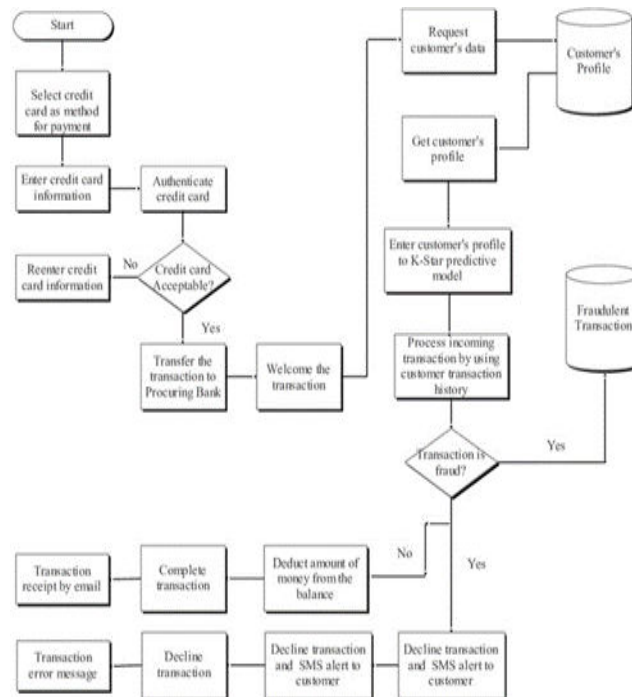 Start
Select credit
card as method
for payment
Enter credit card
information
Authenticate
credit card
Credit card
Acceptable?
No
Reenter credit
card information
Yes
Transfer the
transaction to
Procuring Bank
Welcome the
transaction
Request
customer's data
Customer's
Profile
Get customer's
profile
Enter customer's profile
to K-Star predictive
model
Process incoming
transaction by using
customer transaction
history
Transaction is
fraud?
Yes
Fraudulent
Transaction
No
Yes
Deduct amount of
money from the
balance
Complete
transaction
Transaction
receipt by email
Decline transaction
and SMS alert to
customer
Decline transaction
and SMS alert to
customer
Decline
transaction
Transaction
error message